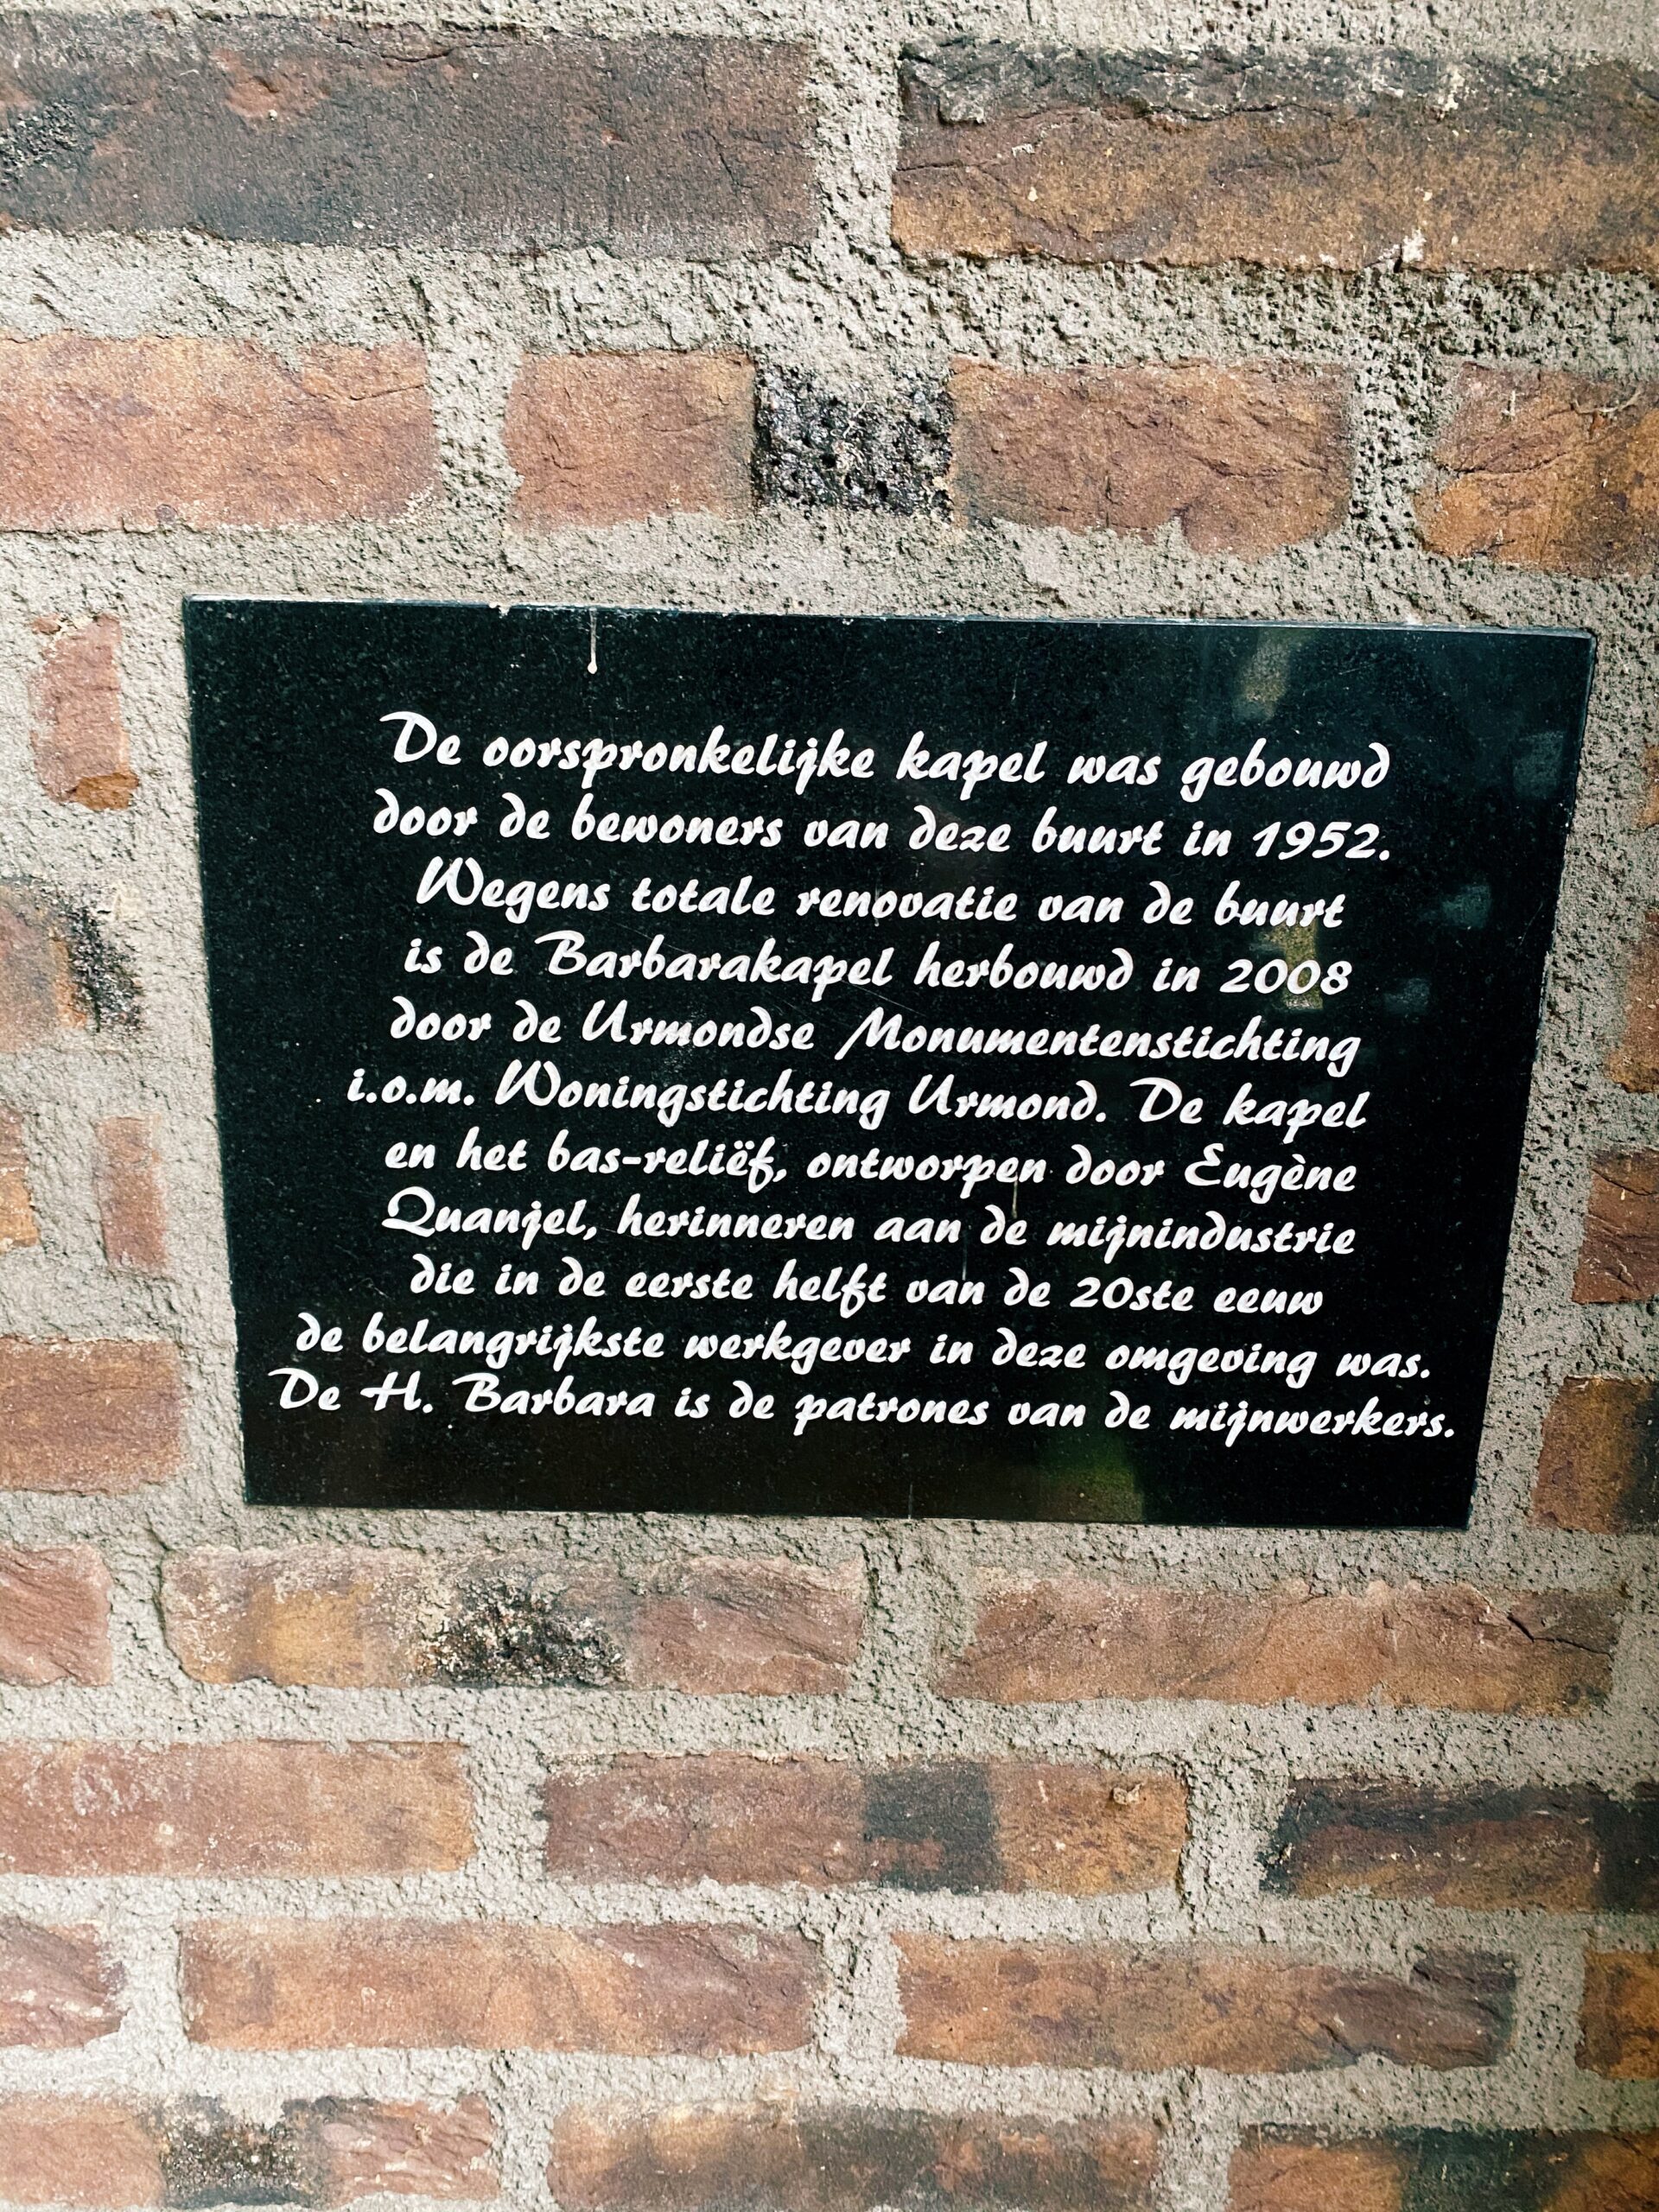 De oorspronkelijke kapel was gebouwd
door de bewoners van deze buurt in 1952.
Wegens totale renovatie van de buurt
is de Barbarakapel herbouwd in 2008
door de Urmondse Monumentenstichting
i.o.m. Woningstichting Urmond. De kapel
en het bas-reliëf, ontworpen door Eugène
Quanjel, herinneren aan de mijnindustrie
die in de eerste helft van de 20ste eeuw
de belangrijkste werkgever in deze omgeving was.
De H. Barbara is de patrones van de mijnwerkers.